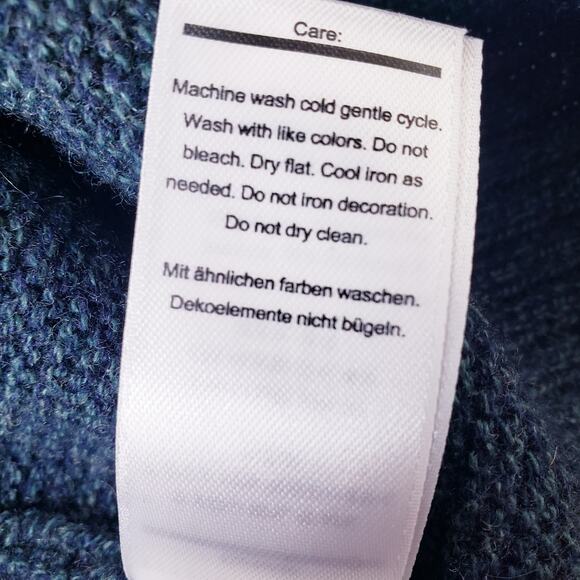 Care:
Machine wash cold gentle cycle.
Wash with like colors. Do not
bleach. Dry flat. Cool iron as
needed. Do not iron decoration.
Do not dry clean.
Mit ähnlichen farben waschen.
Dekoelemente nicht bügeln.